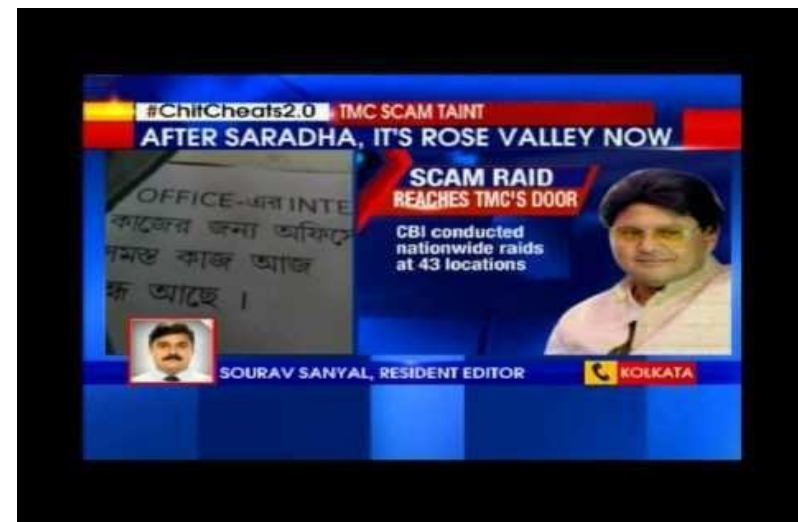 #ChitCheats2.0 TMC SCAM TAINT
AFTER SARADHA, IT'S ROSE VALLEY NOW
OFFICE-এর INTE
কাজের জন্য অফিসে
সমস্ত কাজ আজ
ন্ধ আছে ।
SCAM RAID
REACHES TMC'S DOOR
CBI conducted
nationwide raids
at 43 locations
SOURAV SANYAL, RESIDENT EDITOR
KOLKATA